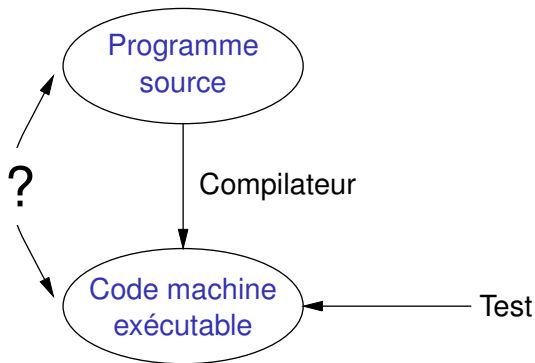 Programme
source
?
Compilateur
Code machine
exécutable
Test